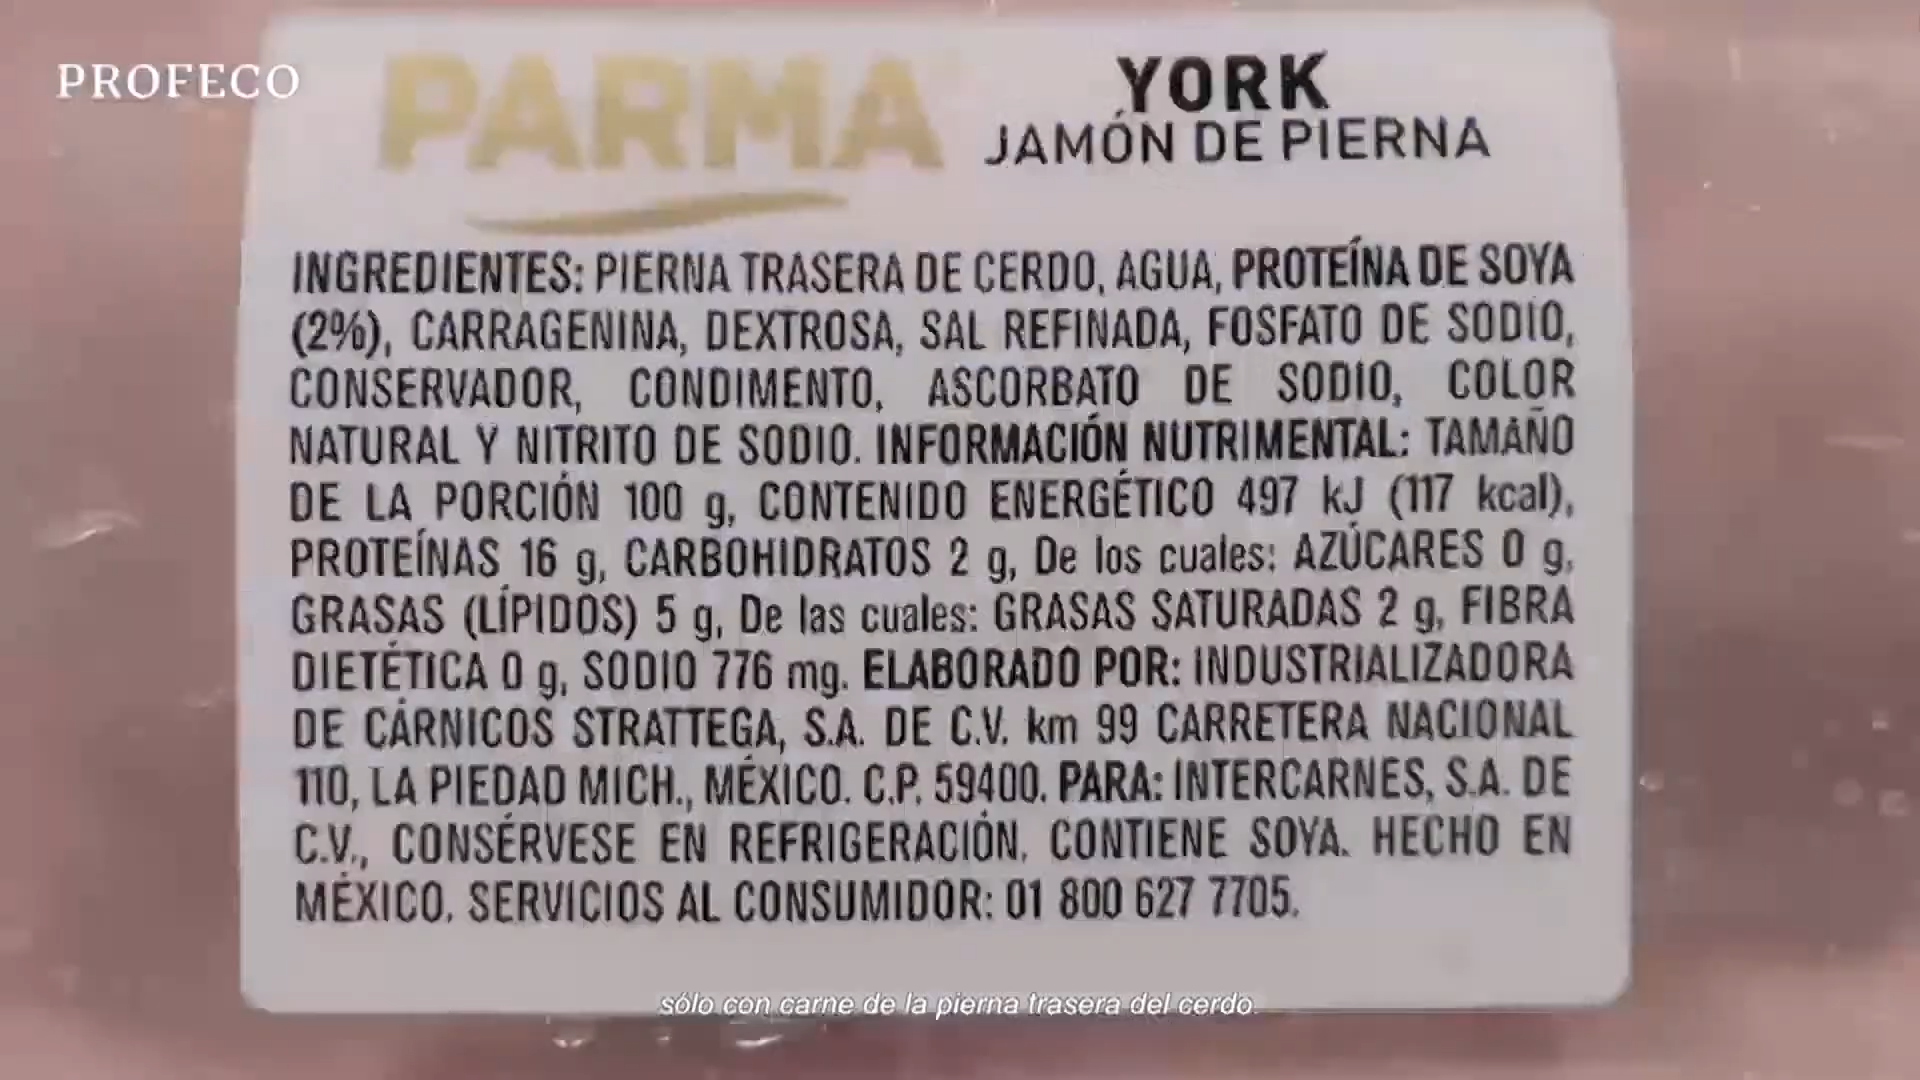 PROFECO
PARMA
YORK
JAMÓN DE PIERNA
INGREDIENTES: PIERNA TRASERA DE CERDO, AGUA, PROTEÍNA DE SOYA
(2%), CARRAGENINA, DEXTROSA, SAL REFINADA, FOSFATO DE SODIO,
CONSERVADOR, CONDIMENTO, ASCORBATO DE SODIO, COLOR
NATURAL Y NITRITO DE SODIO. INFORMACIÓN NUTRIMENTAL: TAMAÑO
DE LA PORCIÓN 100 g, CONTENIDO ENERGÉTICO 497 kJ (117 kcal),
PROTEÍNAS 16 g, CARBOHIDRATOS 2 g, De los cuales: AZÚCARES 0 g,
GRASAS (LÍPIDOS) 5 g, De las cuales: GRASAS SATURADAS 2 g, FIBRA
DIETÉTICA 0 g, SODIO 776 mg. ELABORADO POR: INDUSTRIALIZADORA
DE CÁRNICOS STRATTEGA, S.A. DE C.V. km 99 CARRETERA NACIONAL
110, LA PIEDAD MICH., MÉXICO. C.P. 59400. PARA: INTERCARNES, S.A. DE
C.V., CONSÉRVESE EN REFRIGERACIÓN. CONTIENE SOYA. HECHO EN
MÉXICO. SERVICIOS AL CONSUMIDOR: 01 800 627 7705.
sólo con carne de la pierna trasera del cerdo.